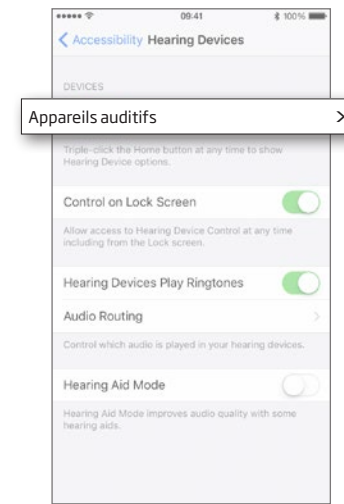 09:41
100%
Accessibility Hearing Devices
DEVICES
Appareils auditifs
Triple-click the Home button at any time to show
Hearing Device options.
Control on Lock Screen
Allow access to Hearing Device Control at any time
including from the Lock screen.
Hearing Devices Play Ringtones
Audio Routing
Control which audio is played in your hearing devices.
Hearing Aid Mode
Hearing Aid Mode improves audio quality with some
hearing aids.